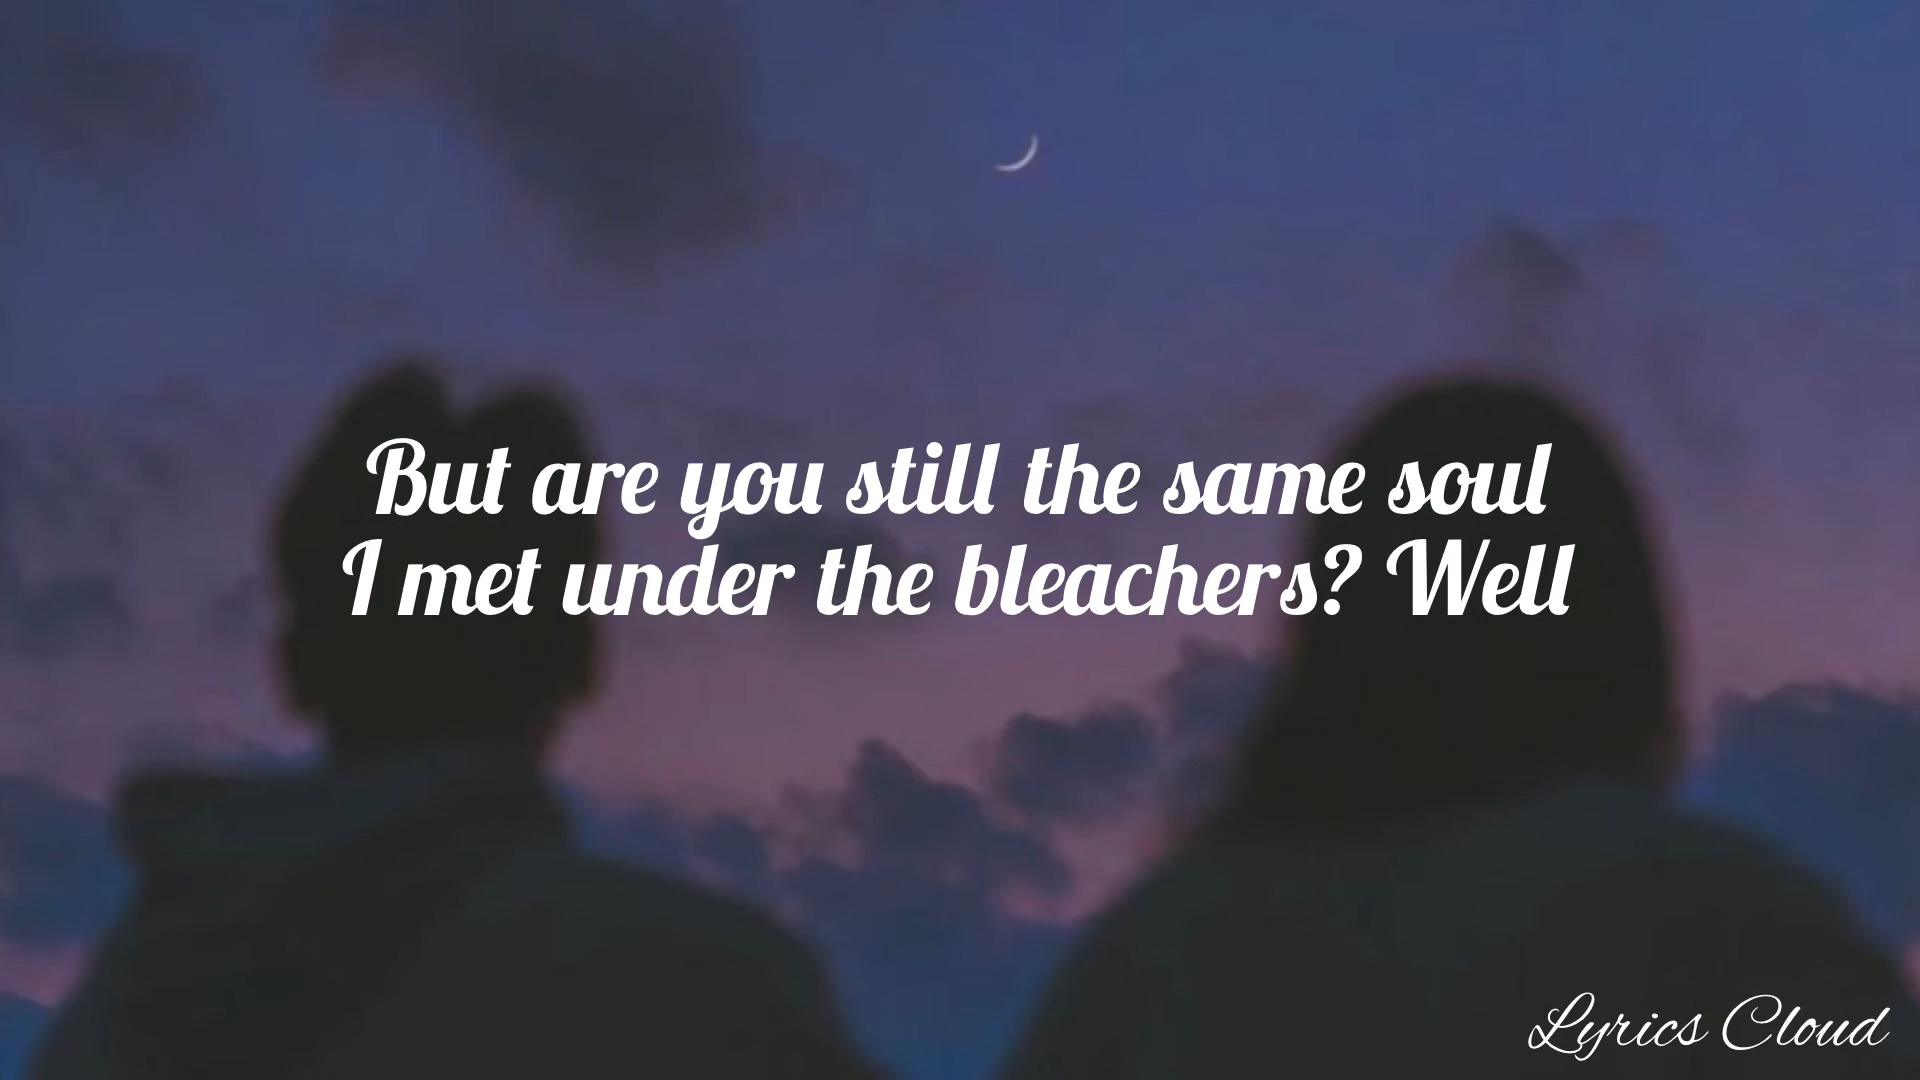 But are you still the same soul
I met under the bleachers? Well
Lyrics Cloud